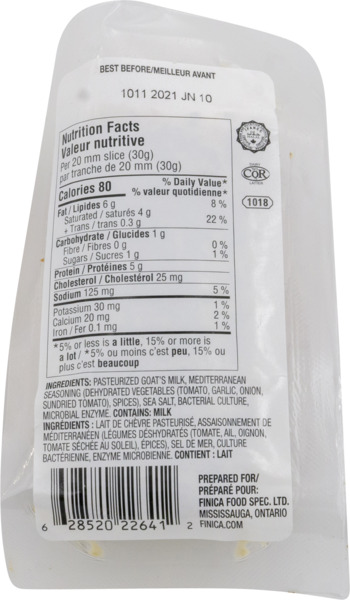 BEST BEFORE/MEILLEUR AVANT
1011 2021 JN 10
Nutrition Facts
Valeur nutritive
Per 20 mm slice (30g)
par tranche de 20 mm (30g)
Calories 80
% Daily Value*
% valeur quotidienne*
Fat / Lipides 6 g 8 %
Saturated / saturés 4 g
+ Trans / trans 0.3 g 22 %
Carbohydrate / Glucides 1 g
Fibre / Fibres 0 g 0 %
Sugars / Sucres 1 g 1 %
Protein / Protéines 5 g
Cholesterol / Cholestérol 25 mg
Sodium 125 mg 5 %
Potassium 30 mg 1 %
Calcium 20 mg 2 %
Iron / Fer 0.1 mg 1 %
*5% or less is a little, 15% or more is
a lot / *5% ou moins c'est peu, 15% ou
plus c'est beaucoup
COR
1018
INGREDIENTS: PASTEURIZED GOAT'S MILK, MEDITERRANEAN
SEASONING (DEHYDRATED VEGETABLES (TOMATO, GARLIC, ONION,
SUNDRIED TOMATO), SPICES), SEA SALT, BACTERIAL CULTURE,
MICROBIAL ENZYME. CONTAINS: MILK
INGRÉDIENTS : LAIT DE CHÈVRE PASTEURISÉ, ASSAISONNEMENT DE
MÉDITERRANÉEN (LÉGUMES DÉSHYDRATÉS (TOMATE, AIL, OIGNON,
TOMATE SÉCHÉE AU SOLEIL), ÉPICES), SEL DE MER, CULTURE
BACTÉRIENNE, ENZYME MICROBIENNE. CONTIENT : LAIT
PREPARED FOR/
PRÉPARÉ POUR:
FINICA FOOD SPEC. LTD.
MISSISSAUGA, ONTARIO
FINICA.COM
6 28520 22641 2